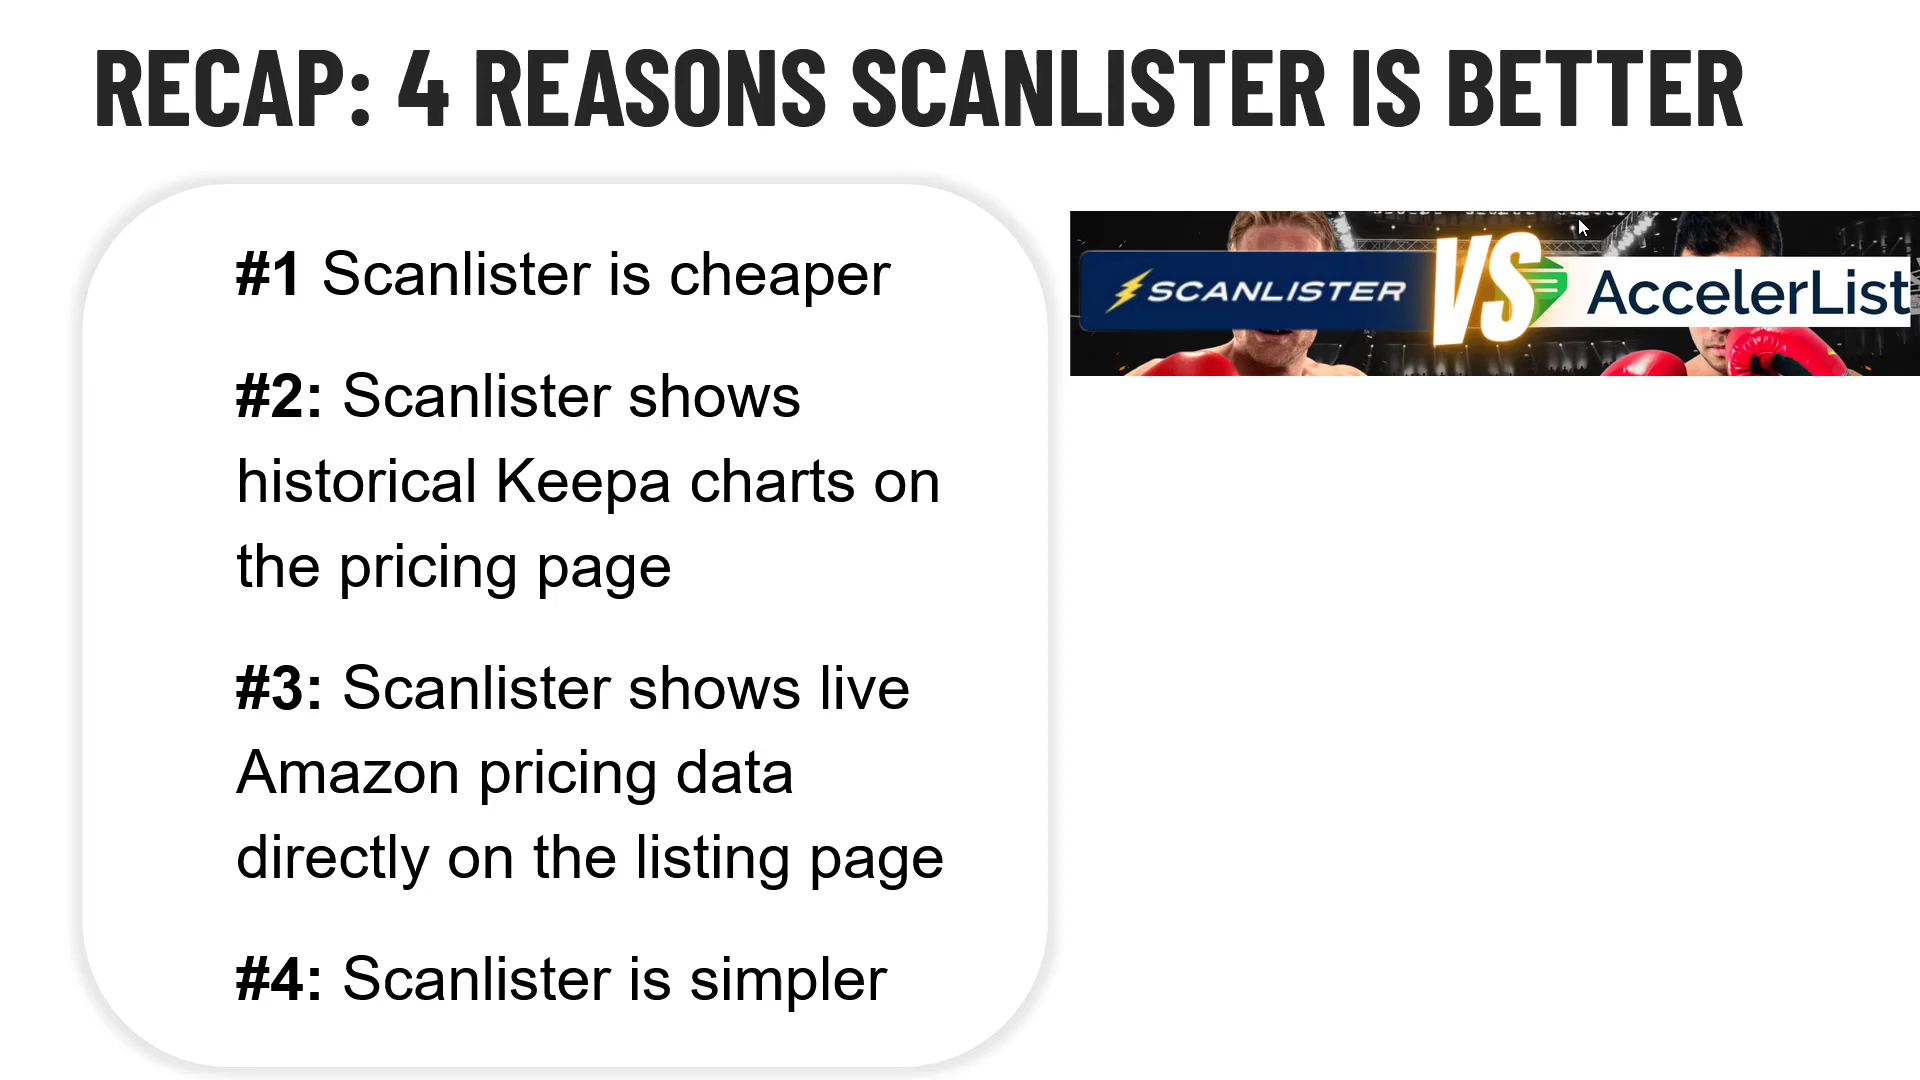 RECAP: 4 REASONS SCANLISTER IS BETTER
#1 Scanlister is cheaper
#2: Scanlister shows
historical Keepa charts on
the pricing page
#3: Scanlister shows live
Amazon pricing data
directly on the listing page
#4: Scanlister is simpler
SCANLISTER VS AccelerList